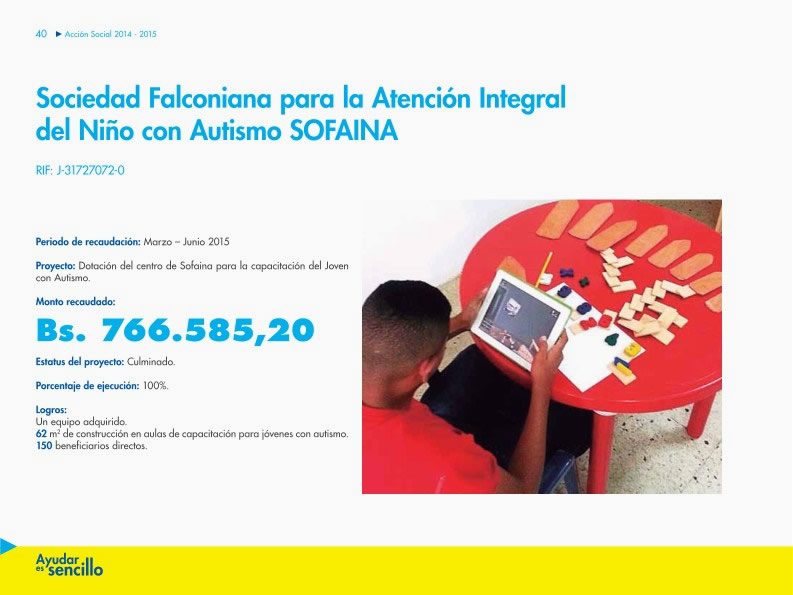 40 ▶ Acción Social 2014 - 2015
Sociedad Falconiana para la Atención Integral
del Niño con Autismo SOFAINA
RIF: J-31727072-0
Periodo de recaudación: Marzo – Junio 2015
Proyecto: Dotación del centro de Sofaina para la capacitación del Joven
con Autismo.
Monto recaudado:
Bs. 766.585,20
Estatus del proyecto: Culminado.
Porcentaje de ejecución: 100%.
Logros:
Un equipo adquirido.
62 m² de construcción en aulas de capacitación para jóvenes con autismo.
150 beneficiarios directos.
Ayudar
es sencillo